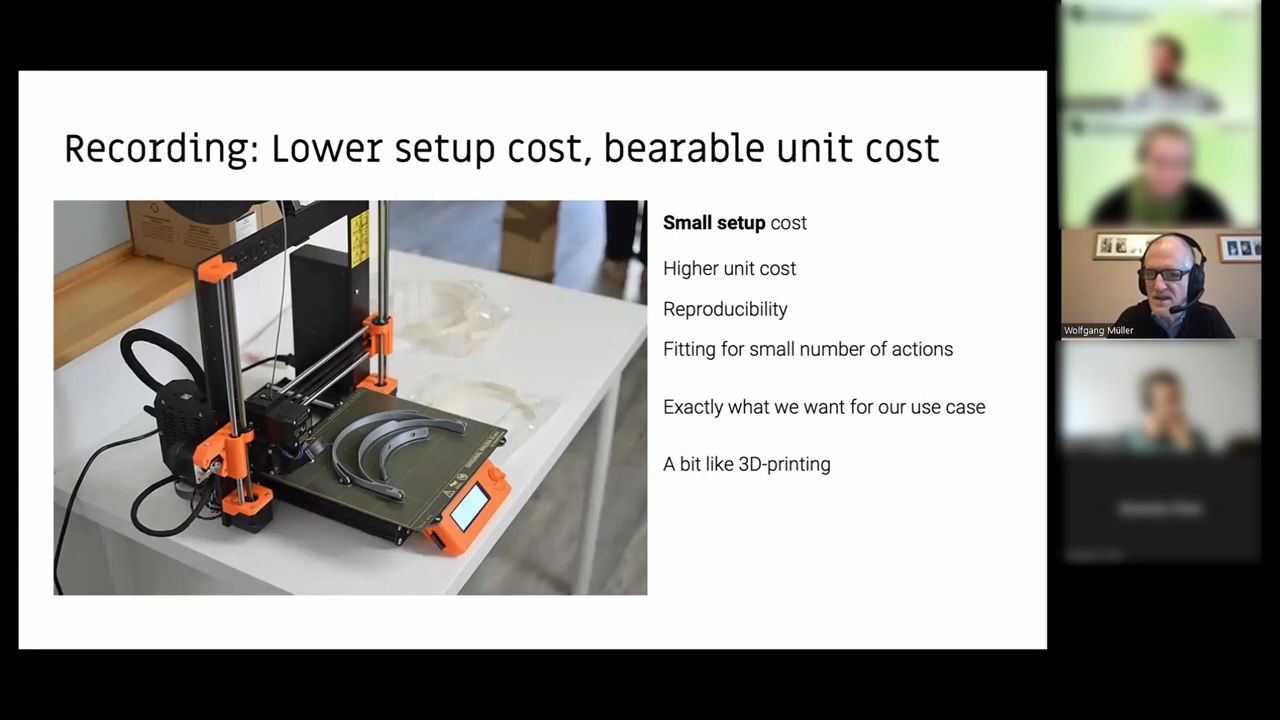 Recording: Lower setup cost, bearable unit cost
Small setup cost
Higher unit cost
Reproducibility
Fitting for small number of actions
Exactly what we want for our use case
A bit like 3D-printing
Wolfgang Müller